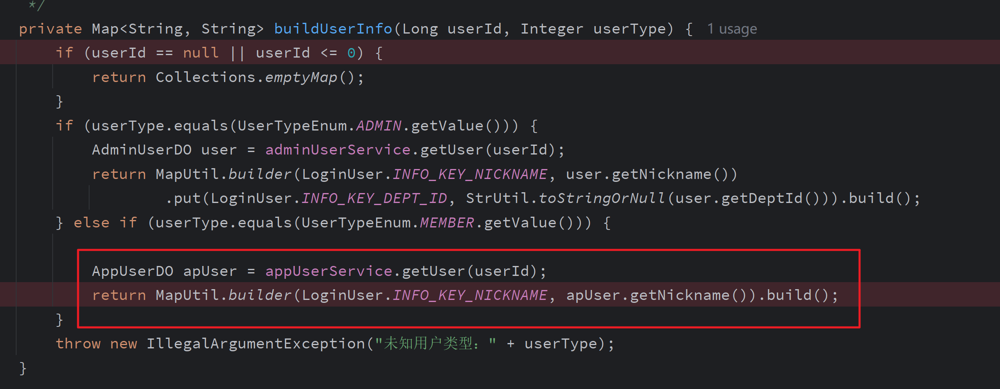 */
private Map<String, String> buildUserInfo(Long userId, Integer userType) { 1 usage
if (userId == null || userId <= 0) {
return Collections.emptyMap();
}
if (userType.equals(UserTypeEnum.ADMIN.getValue())) {
AdminUserDO user = adminUserService.getUser(userId);
return MapUtil.builder(LoginUser.INFO_KEY_NICKNAME, user.getNickname())
.put(LoginUser.INFO_KEY_DEPT_ID, StrUtil.toStringOrNull(user.getDeptId())).build();
} else if (userType.equals(UserTypeEnum.MEMBER.getValue())) {
AppUserDO apUser = appUserService.getUser(userId);
return MapUtil.builder(LoginUser.INFO_KEY_NICKNAME, apUser.getNickname()).build();
}
throw new IllegalArgumentException("未知用户类型：" + userType);
}